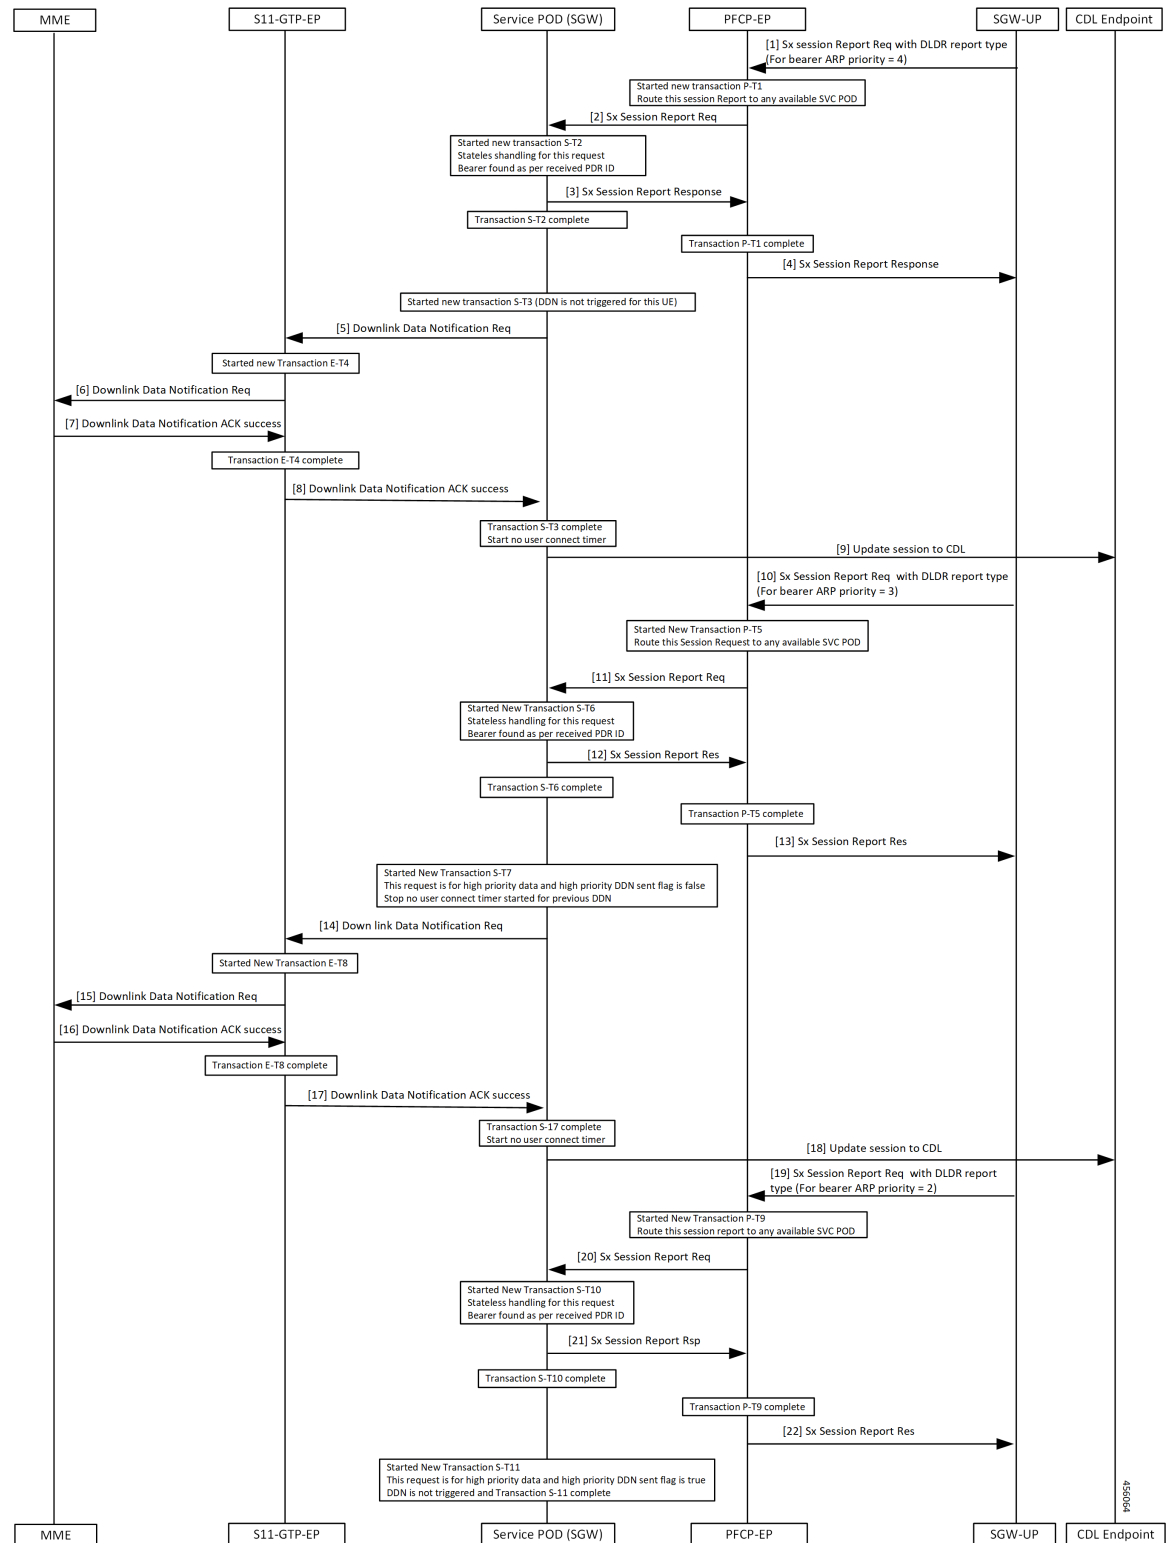 MME
S11-GTP-EP
Service POD (SGW)
PFCP-EP
SGW-UP
CDL Endpoint
[1] Sx session Report Req with DLDR report type
(For bearer ARP priority = 4)
Started new transaction P-T1
Route this session Report to any available SVC POD
[2] Sx Session Report Req
Started new transaction S-T2
Stateles shandling for this request
Bearer found as per received PDR ID
[3] Sx Session Report Response
Transaction S-T2 complete
Transaction P-T1 complete
[4] Sx Session Report Response
Started new transaction S-T3 (DDN is not triggered for this UE)
[5] Downlink Data Notification Req
Started new Transaction E-T4
[6] Downlink Data Notification Req
[7] Downlink Data Notification ACK success
Transaction E-T4 complete
[8] Downlink Data Notification ACK success
Transaction S-T3 complete
Start no user connect timer
[9] Update session to CDL
[10] Sx Session Report Req with DLDR report type
(For bearer ARP priority = 3)
Started New Transaction P-T5
Route this Session Request to any available SVC POD
[11] Sx Session Report Req
Started New Transaction S-T6
Stateless handling for this request
Bearer found as per received PDR ID
[12] Sx Session Report Res
Transaction S-T6 complete
Transaction P-T5 complete
[13] Sx Session Report Res
Started New Transaction S-T7
This request is for high priority data and high priority DDN sent flag is false
Stop no user connect timer started for previous DDN
[14] Down link Data Notification Req
Started New Transaction E-T8
[15] Downlink Data Notification Req
[16] Downlink Data Notification ACK success
Transaction E-T8 complete
[17] Downlink Data Notification ACK success
Transaction S-17 complete
Start no user connect timer
[18] Update session to CDL
[19] Sx Session Report Req with DLDR report
type (For bearer ARP priority = 2)
Started New Transaction P-T9
Route this session report to any available SVC POD
[20] Sx Session Report Req
Started New Transaction S-T10
Stateless handling for this request
Bearer found as per received PDR ID
[21] Sx Session Report Rsp
Transaction S-T10 complete
Transaction P-T9 complete
[22] Sx Session Report Res
Started New Transaction S-T11
This request is for high priority data and high priority DDN sent flag is true
DDN is not triggered and Transaction S-11 complete
456064
MME
S11-GTP-EP
Service POD (SGW)
PFCP-EP
SGW-UP
CDL Endpoint